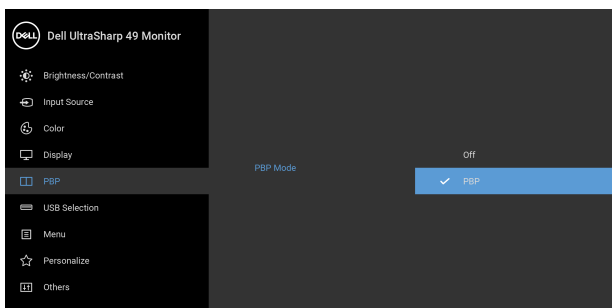 DELL Dell UltraSharp 49 Monitor
Brightness/Contrast
Input Source
Color
Display
PBP
USB Selection
Menu
Personalize
Others
PBP Mode
Off
PBP